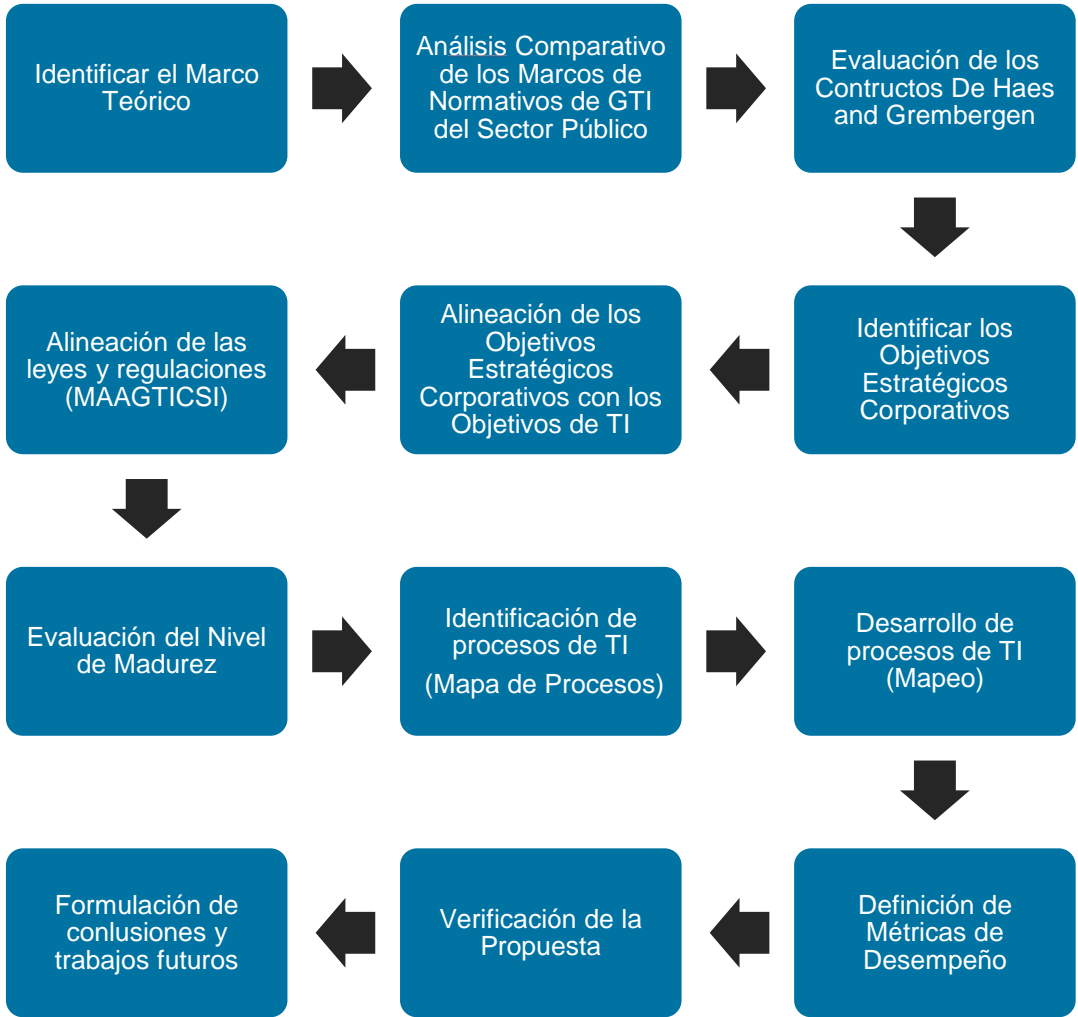 Identificar el Marco
Teórico
Análisis Comparativo
de los Marcos de
Normativos de GTI
del Sector Público
Evaluación de los
Contructos De Haes
and Grembergen
Identificar los
Objetivos
Estratégicos
Corporativos
Alineación de los
Objetivos
Estratégicos
Corporativos con los
Objetivos de TI
Alineación de las
leyes y regulaciones
(MAAGTICSI)
Evaluación del Nivel
de Madurez
Identificación de
procesos de TI
(Mapa de Procesos)
Desarrollo de
procesos de TI
(Mapeo)
Definición de
Métricas de
Desempeño
Verificación de la
Propuesta
Formulación de
conlusiones y
trabajos futuros